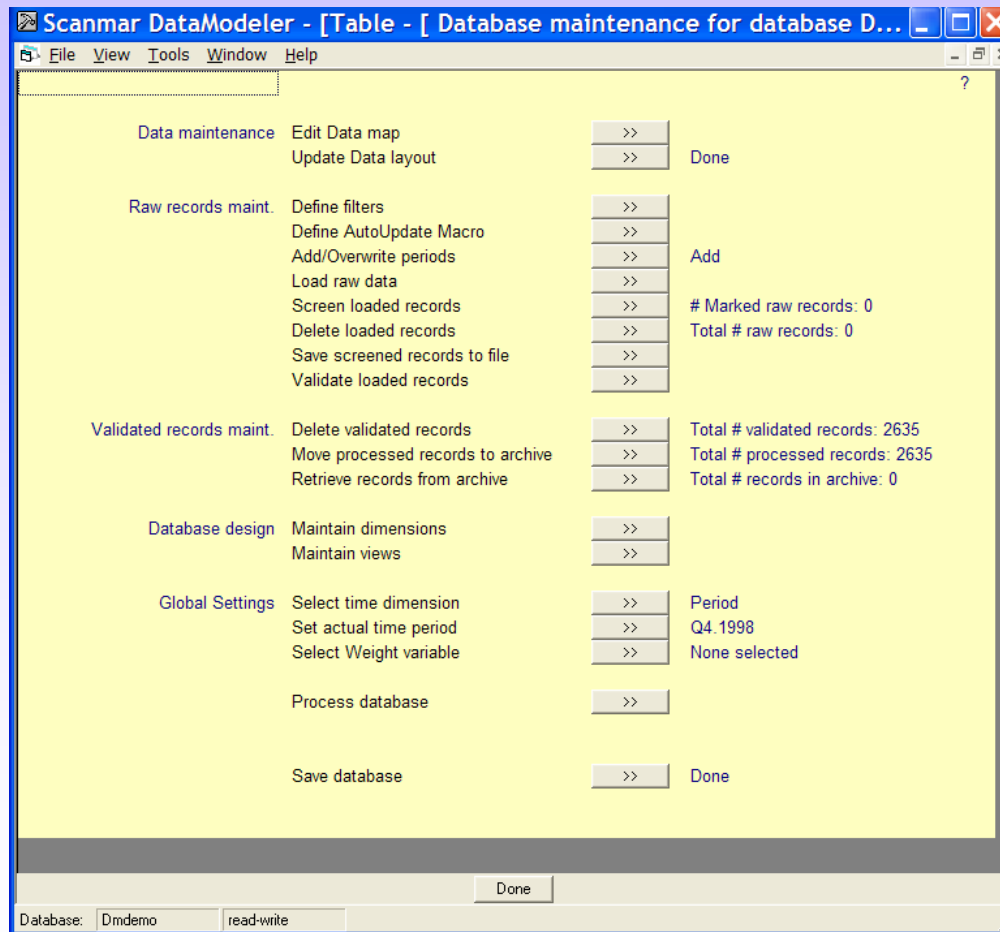 Scanmar DataModeler - [Table - [ Database maintenance for database D...
File View Tools Window Help
?
Data maintenance Edit Data map >>
Update Data layout >> Done
Raw records maint. Define filters >>
Define AutoUpdate Macro >>
Add/Overwrite periods >> Add
Load raw data >>
Screen loaded records >> # Marked raw records: 0
Delete loaded records >> Total # raw records: 0
Save screened records to file >>
Validate loaded records >>
Validated records maint. Delete validated records >> Total # validated records: 2635
Move processed records to archive >> Total # processed records: 2635
Retrieve records from archive >> Total # records in archive: 0
Database design Maintain dimensions >>
Maintain views >>
Global Settings Select time dimension >> Period
Set actual time period >> Q4.1998
Select Weight variable >> None selected
Process database >>
Save database >> Done
Done
Database: Dmdemo read-write